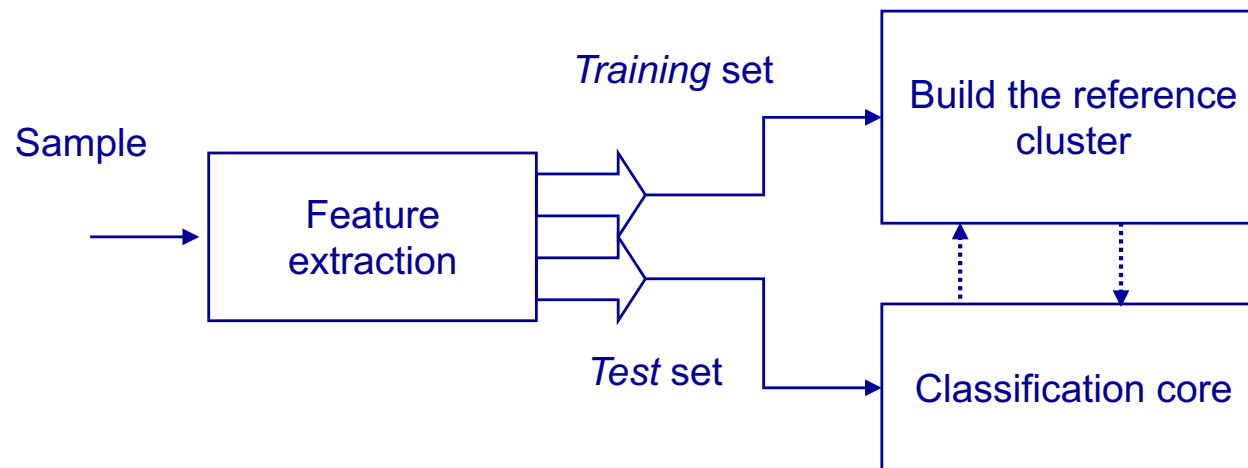 Sample
Feature
extraction
Training set
Build the reference
cluster
Test set
Classification core